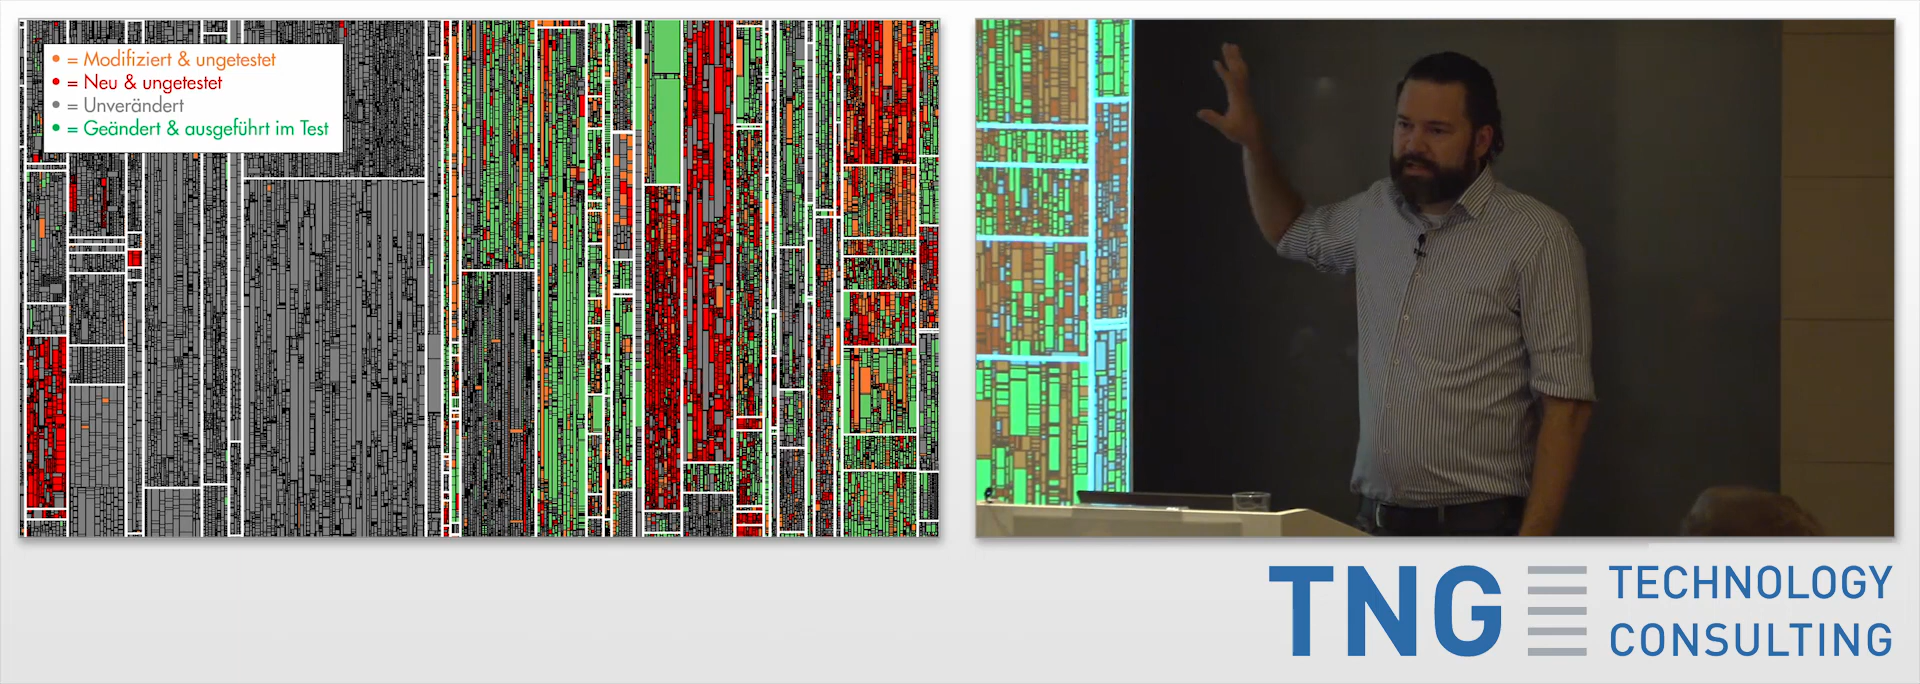 • = Modifiziert & ungetestet
• = Neu & ungetestet
• = Unverändert
• = Geändert & ausgeführt im Test
TNG TECHNOLOGY
CONSULTING